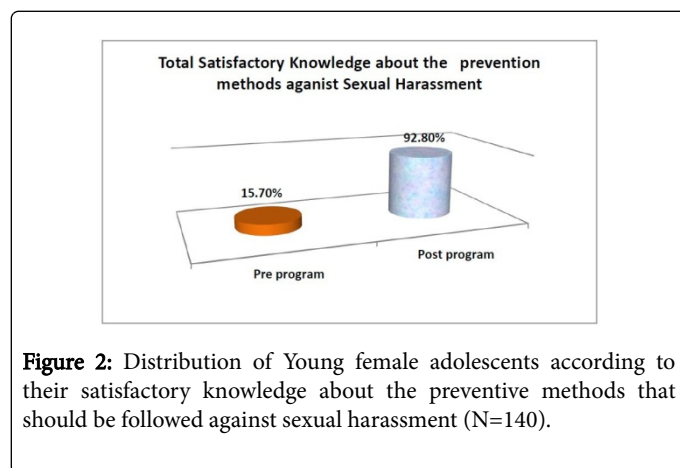 Total Satisfactory Knowledge about the prevention
methods aganist Sexual Harassment
92.80%
15.70%
Pre program
Post program
Figure 2: Distribution of Young female adolescents according to
their satisfactory knowledge about the preventive methods that
should be followed against sexual harassment (N=140).